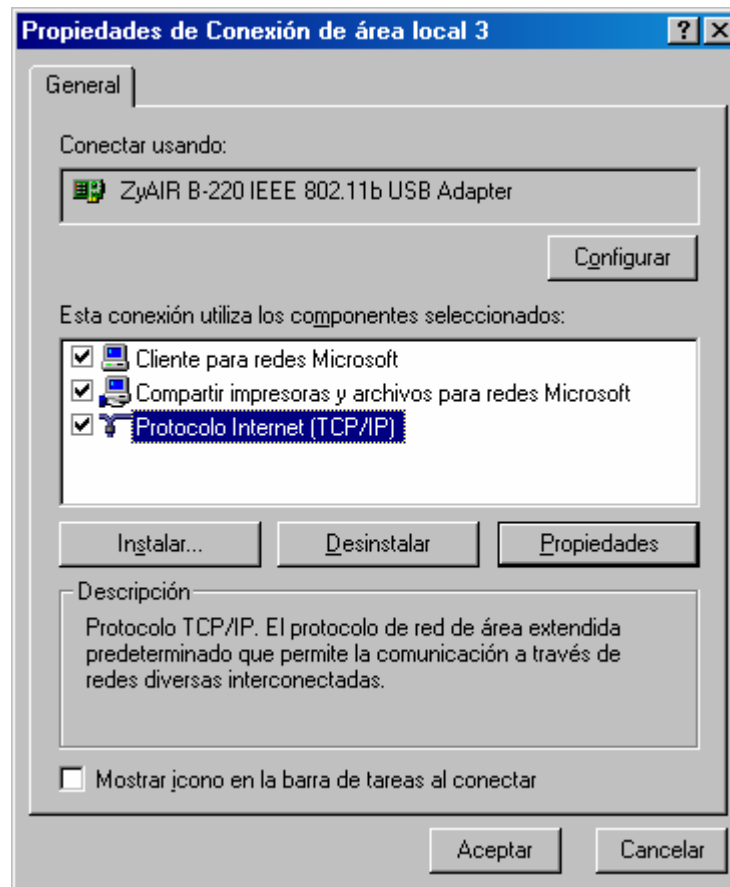 Propiedades de Conexión de área local 3
General
Conectar usando:
ZyAIR B-220 IEEE 802.11b USB Adapter
Configurar
Esta conexión utiliza los componentes seleccionados:
Cliente para redes Microsoft
Compartir impresoras y archivos para redes Microsoft
Protocolo Internet (TCP/IP)
Instalar... Desinstalar Propiedades
Descripción
Protocolo TCP/IP. El protocolo de red de área extendida
predeterminado que permite la comunicación a través de
redes diversas interconectadas.
Mostrar icono en la barra de tareas al conectar
Aceptar Cancelar